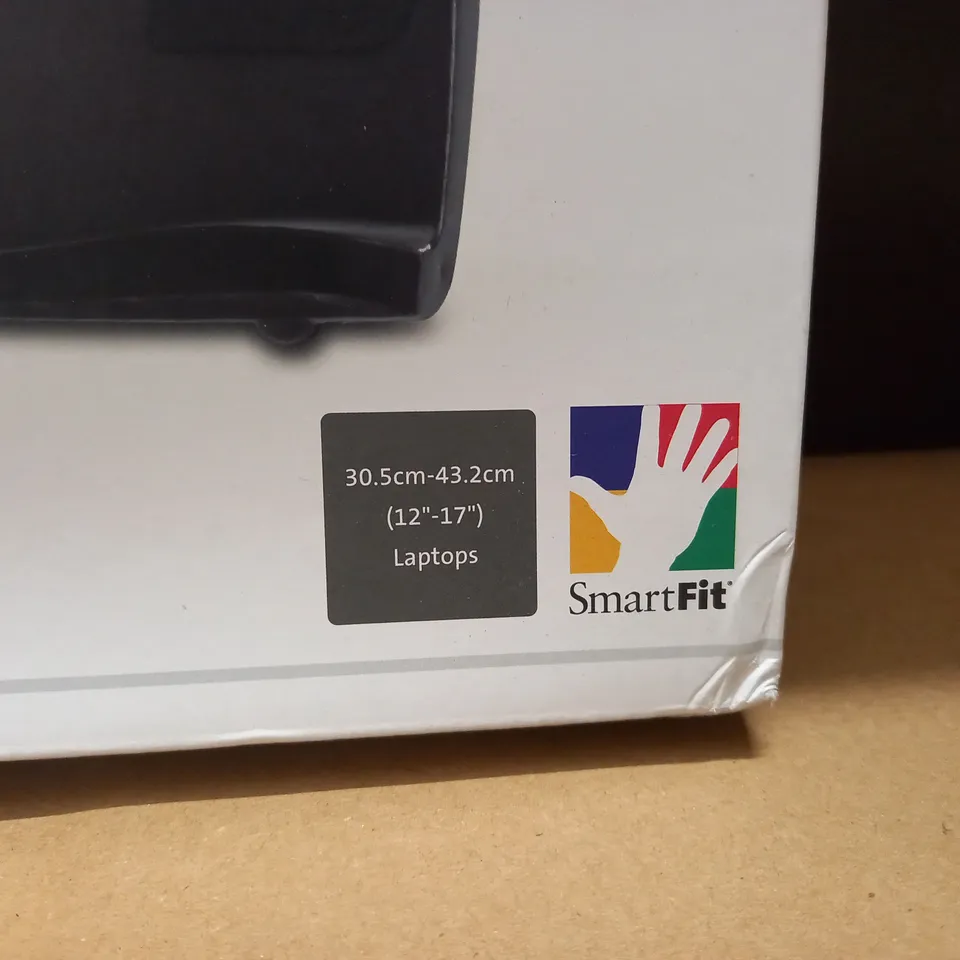 30.5cm-43.2cm
(12"-17")
Laptops
SmartFit®